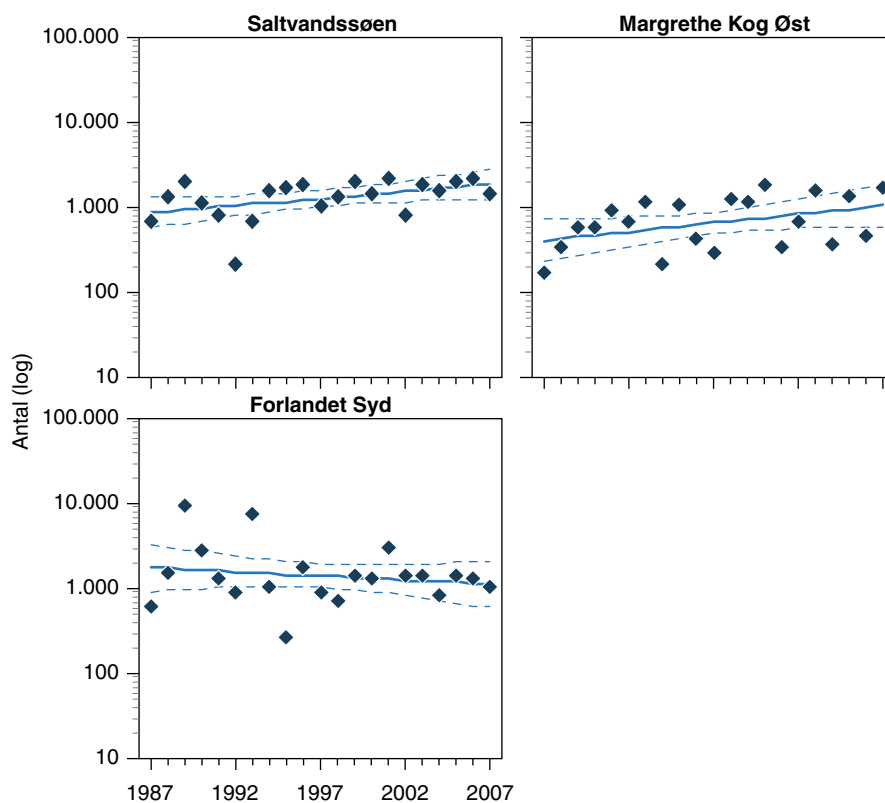 Saltvandssøen
Margrethe Kog Øst
100.000
10.000
1.000
100
10
Antal (log)
Forlandet Syd
100.000
10.000
1.000
100
10
1987 1992 1997 2002 2007